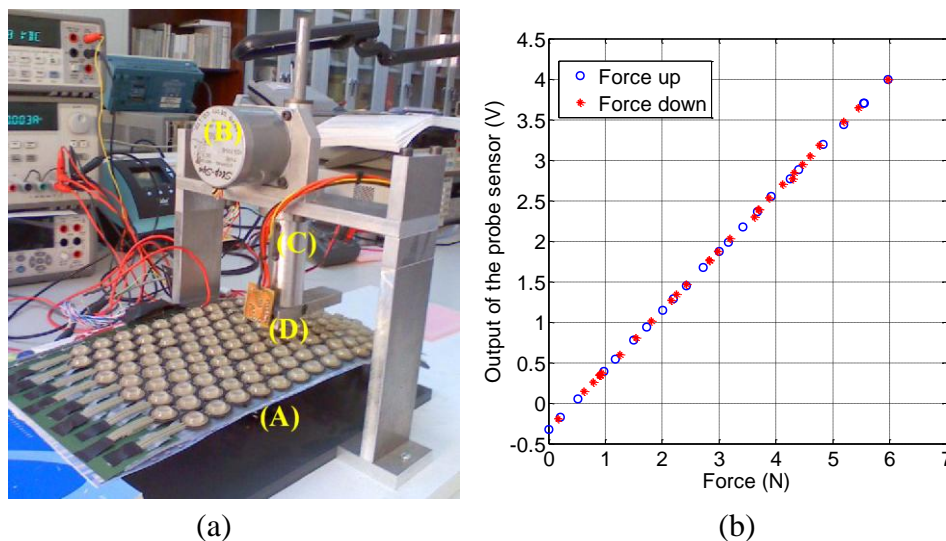 0003A
(B)
(C)
(D)
(A)
(a)
Output of the probe sensor (V)
4.5
4
3.5
3
2.5
2
1.5
1
0.5
0
-0.5
Force up
Force down
0 1 2 3 4 5 6 7
Force (N)
(b)